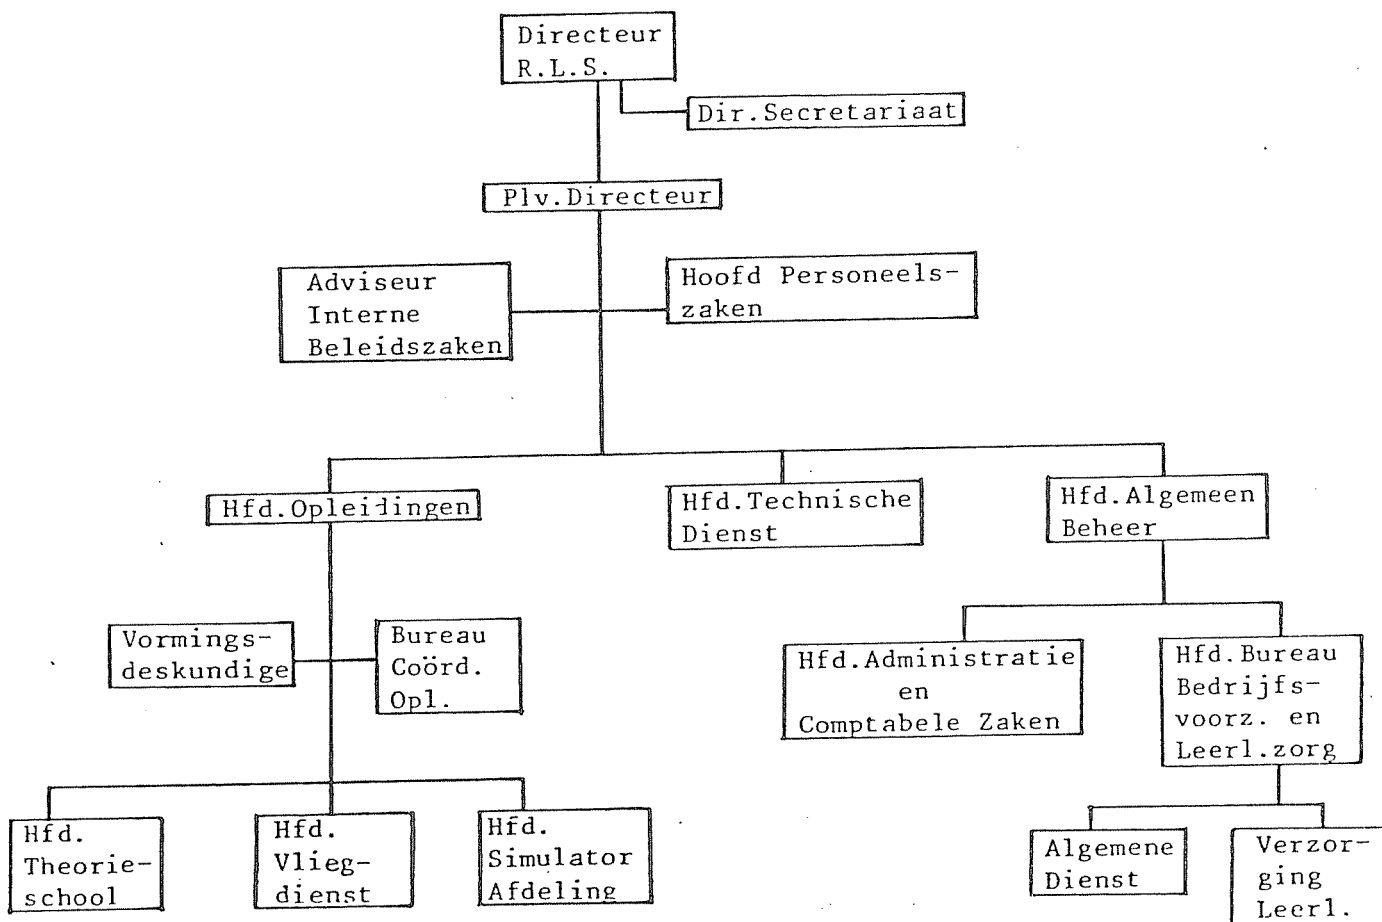 Directeur
R.L.S.
Dir.Secretariaat
Plv.Directeur
Adviseur
Interne
Beleidszaken
Hoofd Personeels-
zaken
Hfd.Opleidingen
Hfd.Technische
Dienst
Hfd.Algemeen
Beheer
Vormings-
deskundige
Bureau
Coörd.
Opl.
Hfd.Administratie
en
Comptabele Zaken
Hfd.Bureau
Bedrijfs-
voorz. en
Leerl.zorg
Hfd.
Theorie-
school
Hfd.
Vlieg-
dienst
Hfd.
Simulator
Afdeling
Algemene
Dienst
Verzor-
ging
Leerl.